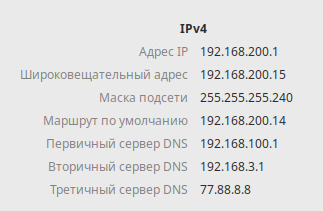 IPv4
Адрес IP 192.168.200.1
Широковещательный адрес 192.168.200.15
Маска подсети 255.255.255.240
Маршрут по умолчанию 192.168.200.14
Первичный сервер DNS 192.168.100.1
Вторичный сервер DNS 192.168.3.1
Третичный сервер DNS 77.88.8.8